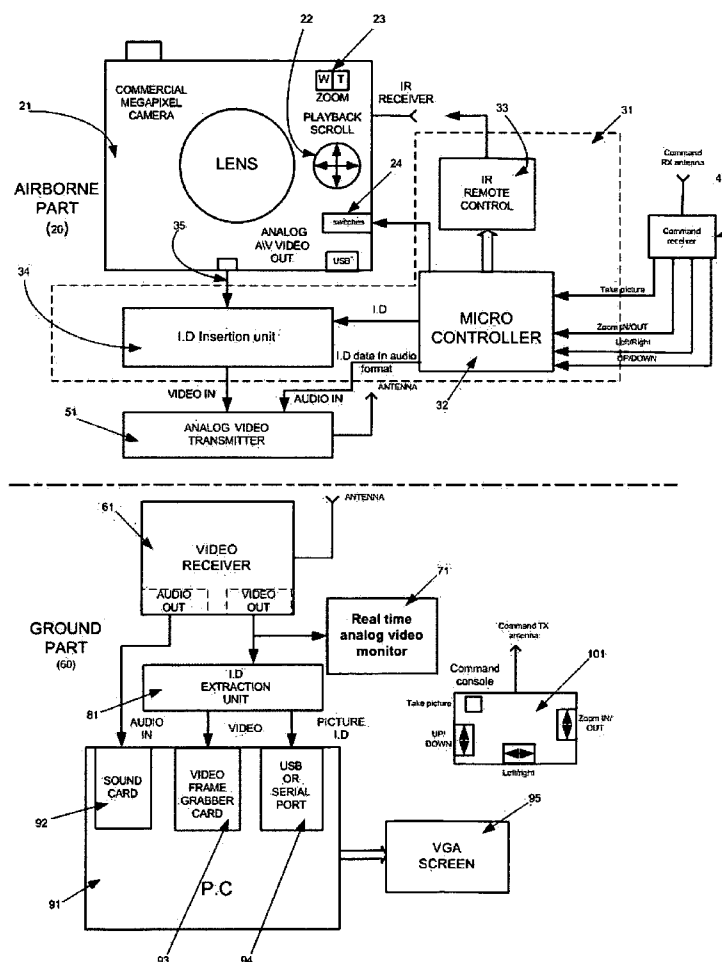 22
23
W T
ZOOM
IR
RECEIVER
33
31
COMMERCIAL
MEGAPIXEL
CAMERA
21
PLAYBACK
SCROLL
Command
RX antenna
LENS
24
IR
REMOTE
CONTROL
4
AIRBORNE
PART
(20)
switches
Command
receiver
35
ANALOG
A/V VIDEO
OUT
USB
34
Take picture
I.D
MICRO
CONTROLLER
Zoom IN/OUT
I.D Insertion unit
Left/Right
I.D data In audio
format
UP/DOWN
ANTENNA
32
VIDEO IN
AUDIO IN
51
ANALOG VIDEO
TRANSMITTER
61
ANTENNA
VIDEO
RECEIVER
71
AUDIO
OUT
VIDEO
OUT
Real time
analog video
monitor
GROUND
PART
(60)
Command TX
antenna
Command
console
101
I.D
EXTRACTION
UNIT
81
Take picture
Zoom IN/
OUT
AUDIO
IN
VIDEO
PICTURE
I.D
UP/
DOWN
Left/right
SOUND
CARD
VIDEO
FRAME
GRABBER
CARD
USB
OR
SERIAL
PORT
92
95
VGA
SCREEN
P.C
91
93
94